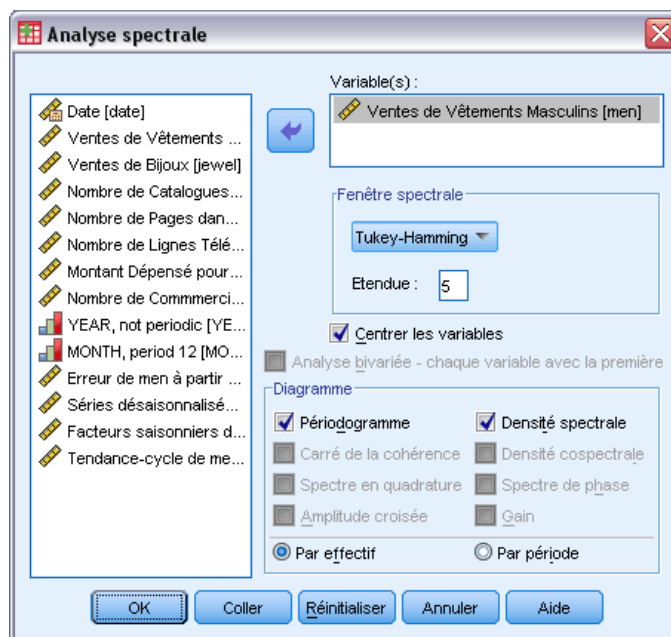 Analyse spectrale
Date [date]
Ventes de Vêtements ...
Ventes de Bijoux [jewel]
Nombre de Catalogues...
Nombre de Pages dan...
Nombre de Lignes Télé...
Montant Dépensé pour...
Nombre de Commmerci...
YEAR, not periodic [YE...
MONTH, period 12 [MO...
Erreur de men à partir ...
Séries désaisonnalisé...
Facteurs saisonniers d...
Tendance-cycle de me...
Variable(s) :
Ventes de Vêtements Masculins [men]
Fenêtre spectrale
Tukey-Hamming
Etendue : 5
Centrer les variables
Analyse bivariée - chaque variable avec la première
Diagramme
Périodogramme Densité spectrale
Carré de la cohérence Densité cospectrale
Spectre en quadrature Spectre de phase
Amplitude croisée Gain
Par effectif Par période
OK Coller Réinitialiser Annuler Aide